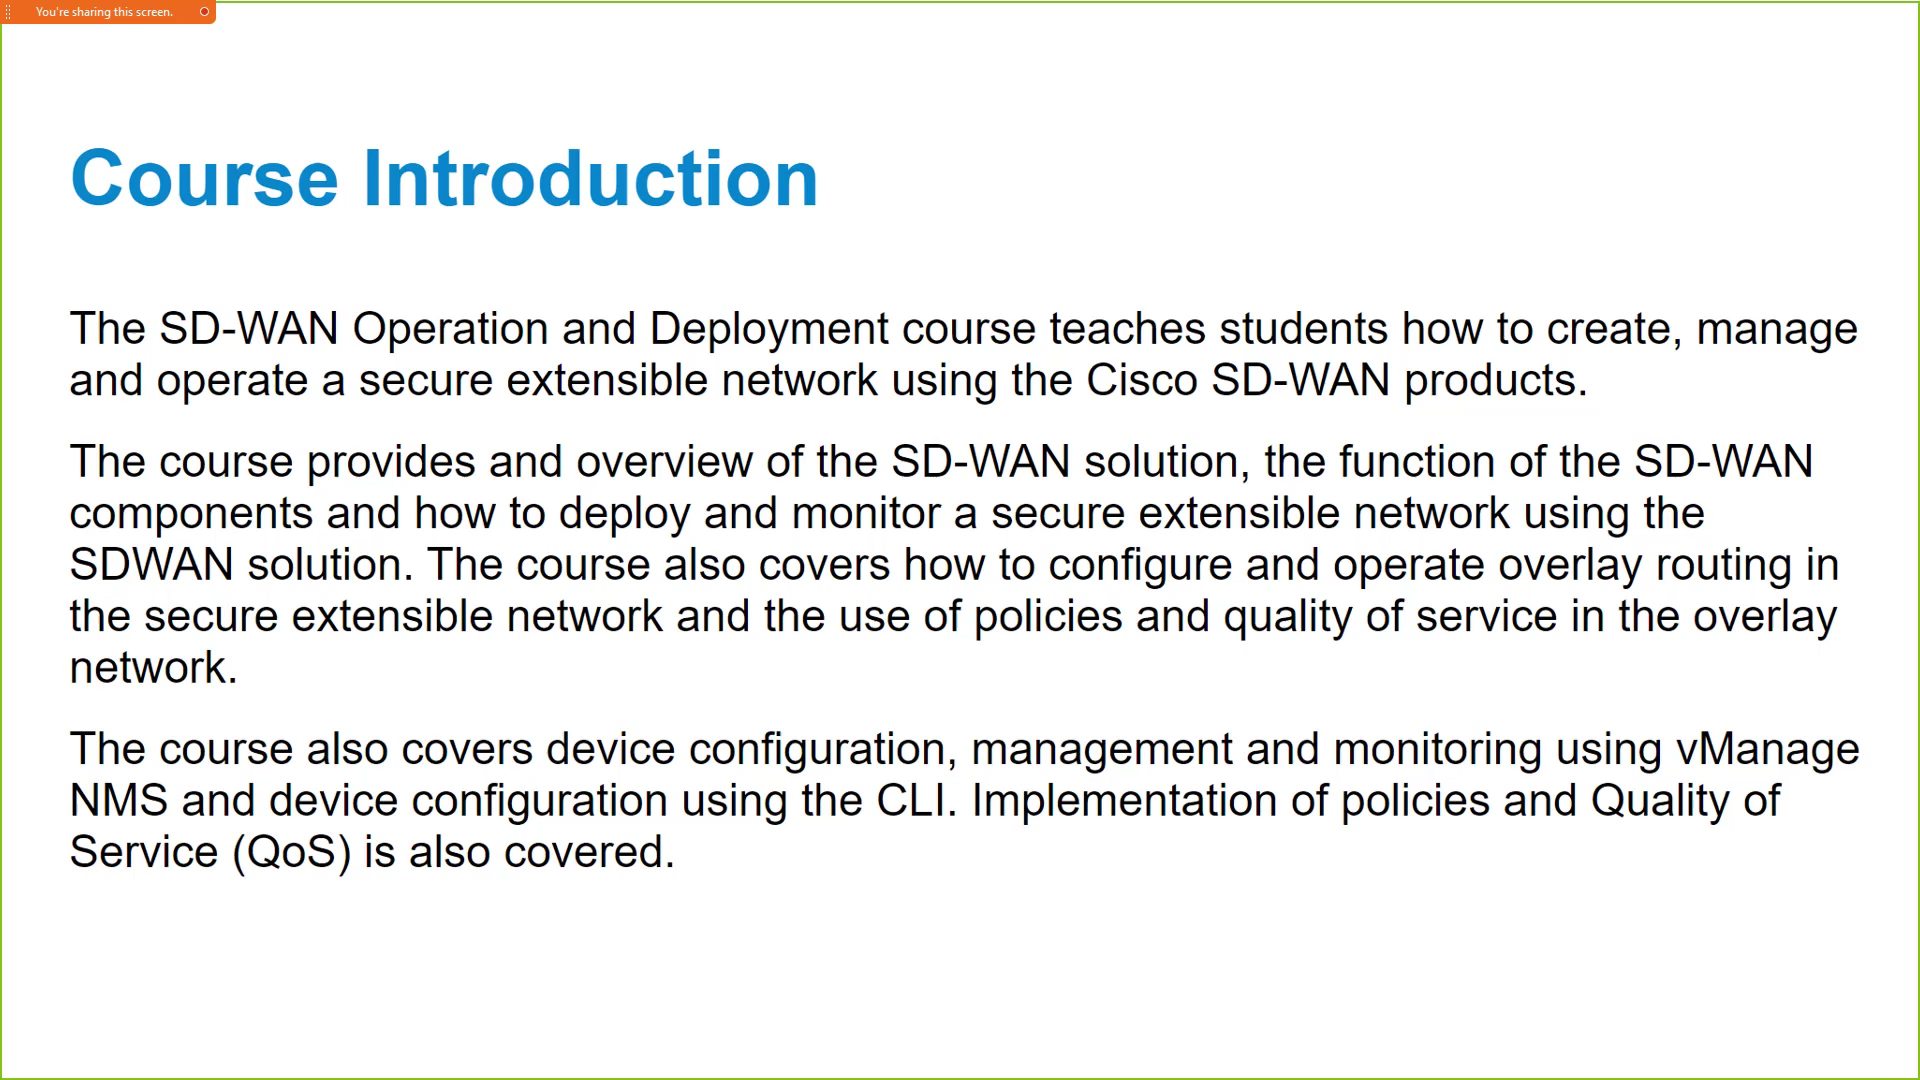 You're sharing this screen.
Course Introduction
The SD-WAN Operation and Deployment course teaches students how to create, manage
and operate a secure extensible network using the Cisco SD-WAN products.
The course provides and overview of the SD-WAN solution, the function of the SD-WAN
components and how to deploy and monitor a secure extensible network using the
SDWAN solution. The course also covers how to configure and operate overlay routing in
the secure extensible network and the use of policies and quality of service in the overlay
network.
The course also covers device configuration, management and monitoring using vManage
NMS and device configuration using the CLI. Implementation of policies and Quality of
Service (QoS) is also covered.